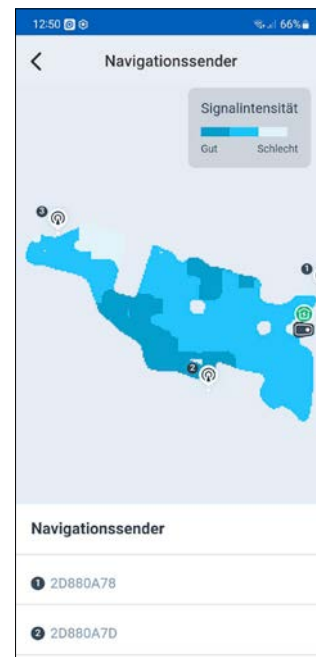 12:50 66%
Navigationssender
Signalintensität
Gut Schlecht
3
1
2
Navigationssender
1 2D880A78
2 2D880A7D